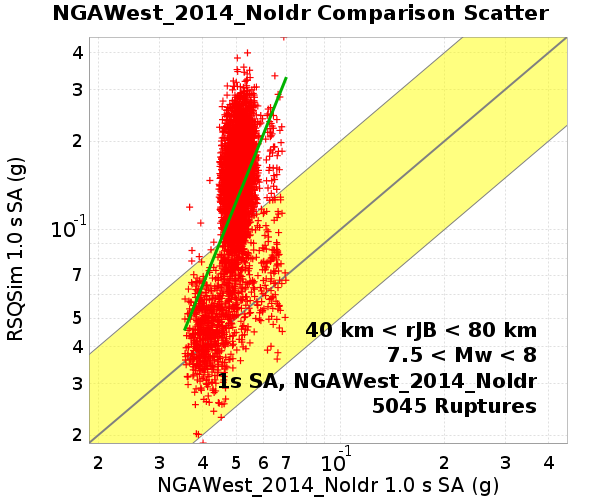 NGAWest_2014_NoIdr Comparison Scatter
RSQSim 1.0 s SA (g)
4
3
2
10-1
7
5
4
3
2
40 km < rJB < 80 km
7.5 < Mw < 8
1s SA, NGAWest_2014_NoIdr
5045 Ruptures
2 3 4 5 6 7 10-1 2 3 4
NGAWest_2014_NoIdr 1.0 s SA (g)